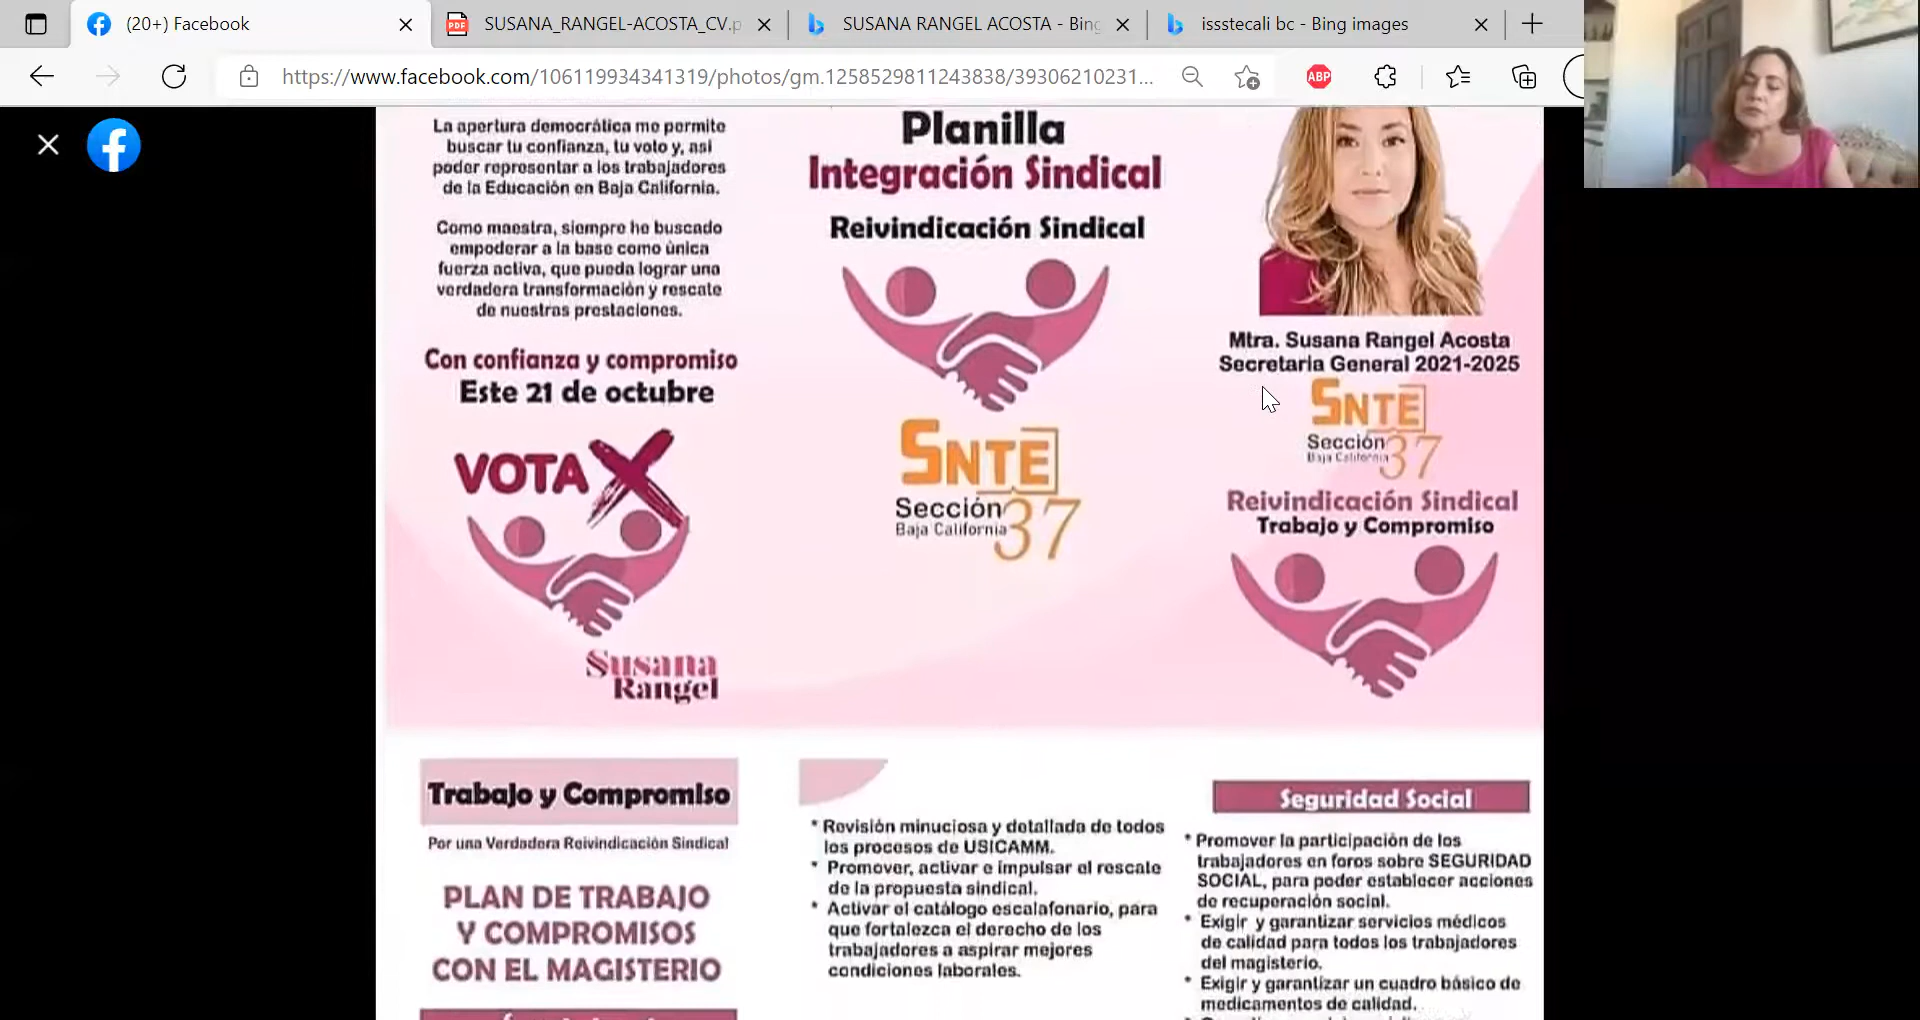 (20+) Facebook
SUSANA_RANGEL-ACOSTA_CV.p
SUSANA RANGEL ACOSTA - Bing
issstecali bc - Bing images
https://www.facebook.com/106119934341319/photos/gm.1258529811243838/39306210231...
ABP
La apertura democrática me permite
buscar tu confianza, tu voto y, asi
poder representar a los trabajadores
de la Educación en Baja California.
Como maestra, siempre he buscado
empoderar a la base como única
fuerza activa, que pueda lograr una
verdadera transformación y rescate
de nuestras prestaciones.
Con confianza y compromiso
Este 21 de octubre
VOTA X
Susana
Rangel
Planilla
Integración Sindical
Reivindicación Sindical
SNTE
Sección 37
Baja California
Mtra. Susana Rangel Acosta
Secretaria General 2021-2025
SNTE
Sección 37
Baja California
Reivindicación Sindical
Trabajo y Compromiso
Trabajo y Compromiso
Por una Verdadera Reivindicación Sindical
PLAN DE TRABAJO
Y COMPROMISOS
CON EL MAGISTERIO
* Revisión minuciosa y detallada de todos
los procesos de USICAMM.
* Promover, activar e impulsar el rescate
de la propuesta sindical.
* Activar el catálogo escalafonario, para
que fortalezca el derecho de los
trabajadores a aspirar mejores
condiciones laborales.
Seguridad Social
* Promover la participación de los
trabajadores en foros sobre SEGURIDAD
SOCIAL, para poder establecer acciones
de recuperación social.
* Exigir y garantizar servicios médicos
de calidad para todos los trabajadores
del magisterio.
* Exigir y garantizar un cuadro básico de
medicamentos de calidad.